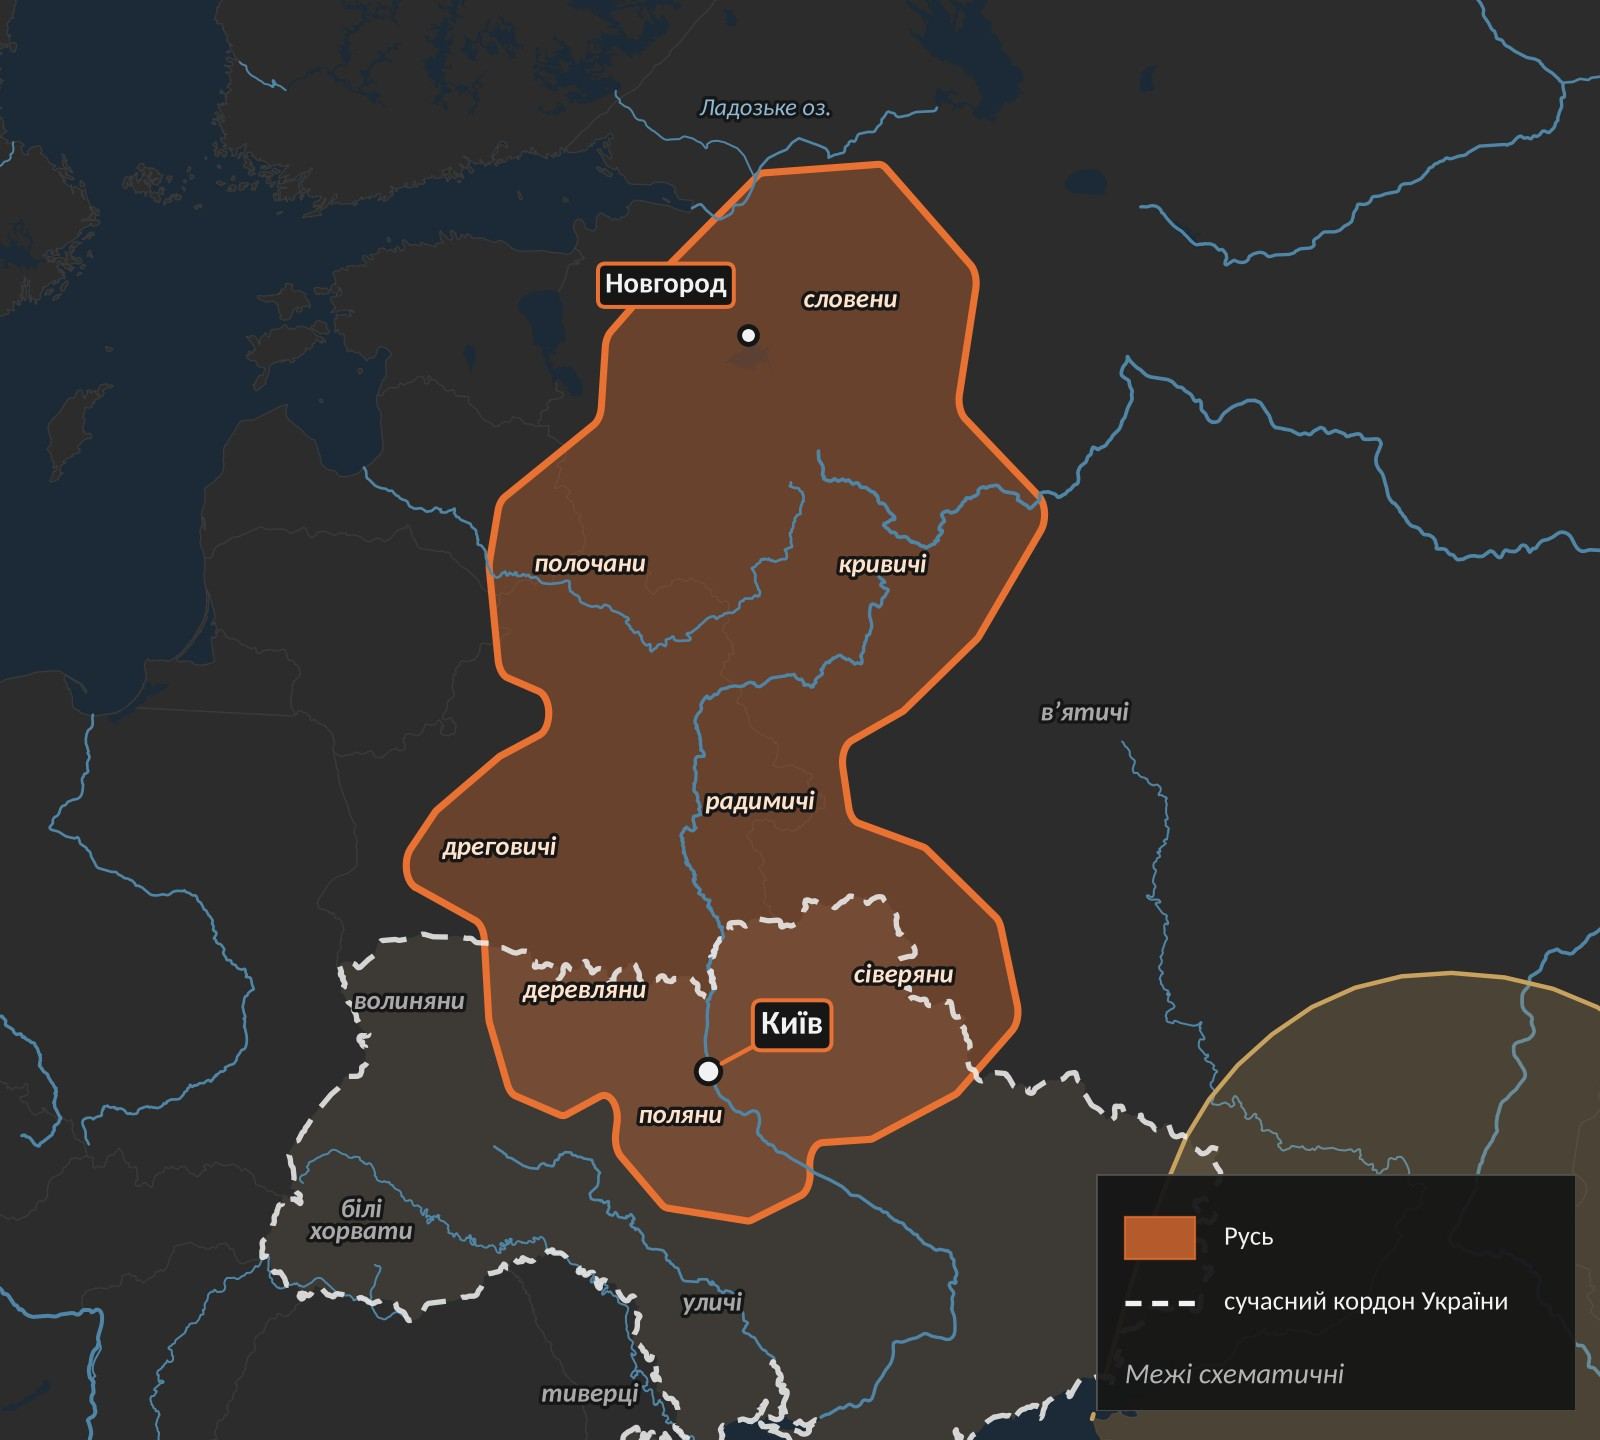 Ладозьке оз.
Новгород
словени
полочани
кривичі
в’ятичі
радимичі
дреговичі
сіверяни
деревляни
волиняни
Київ
поляни
білі
хорвати
уличі
тиверці
Русь
сучасний кордон України
Межі схематичні